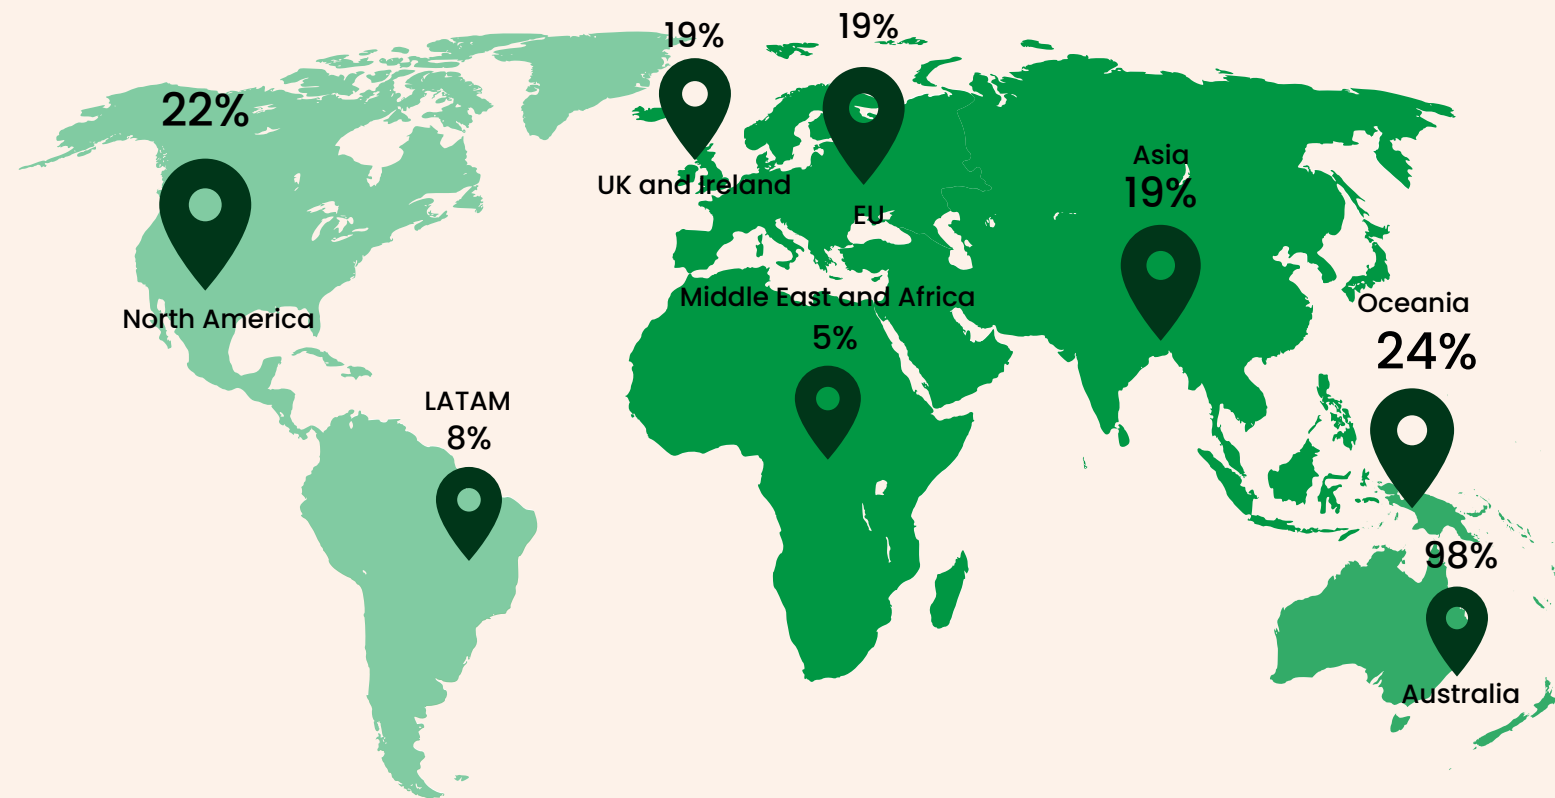 19%
19%
22%
Asia
19%
UK and Ireland
EU
Middle East and Africa
5%
Oceania
24%
North America
LATAM
8%
98%
Australia